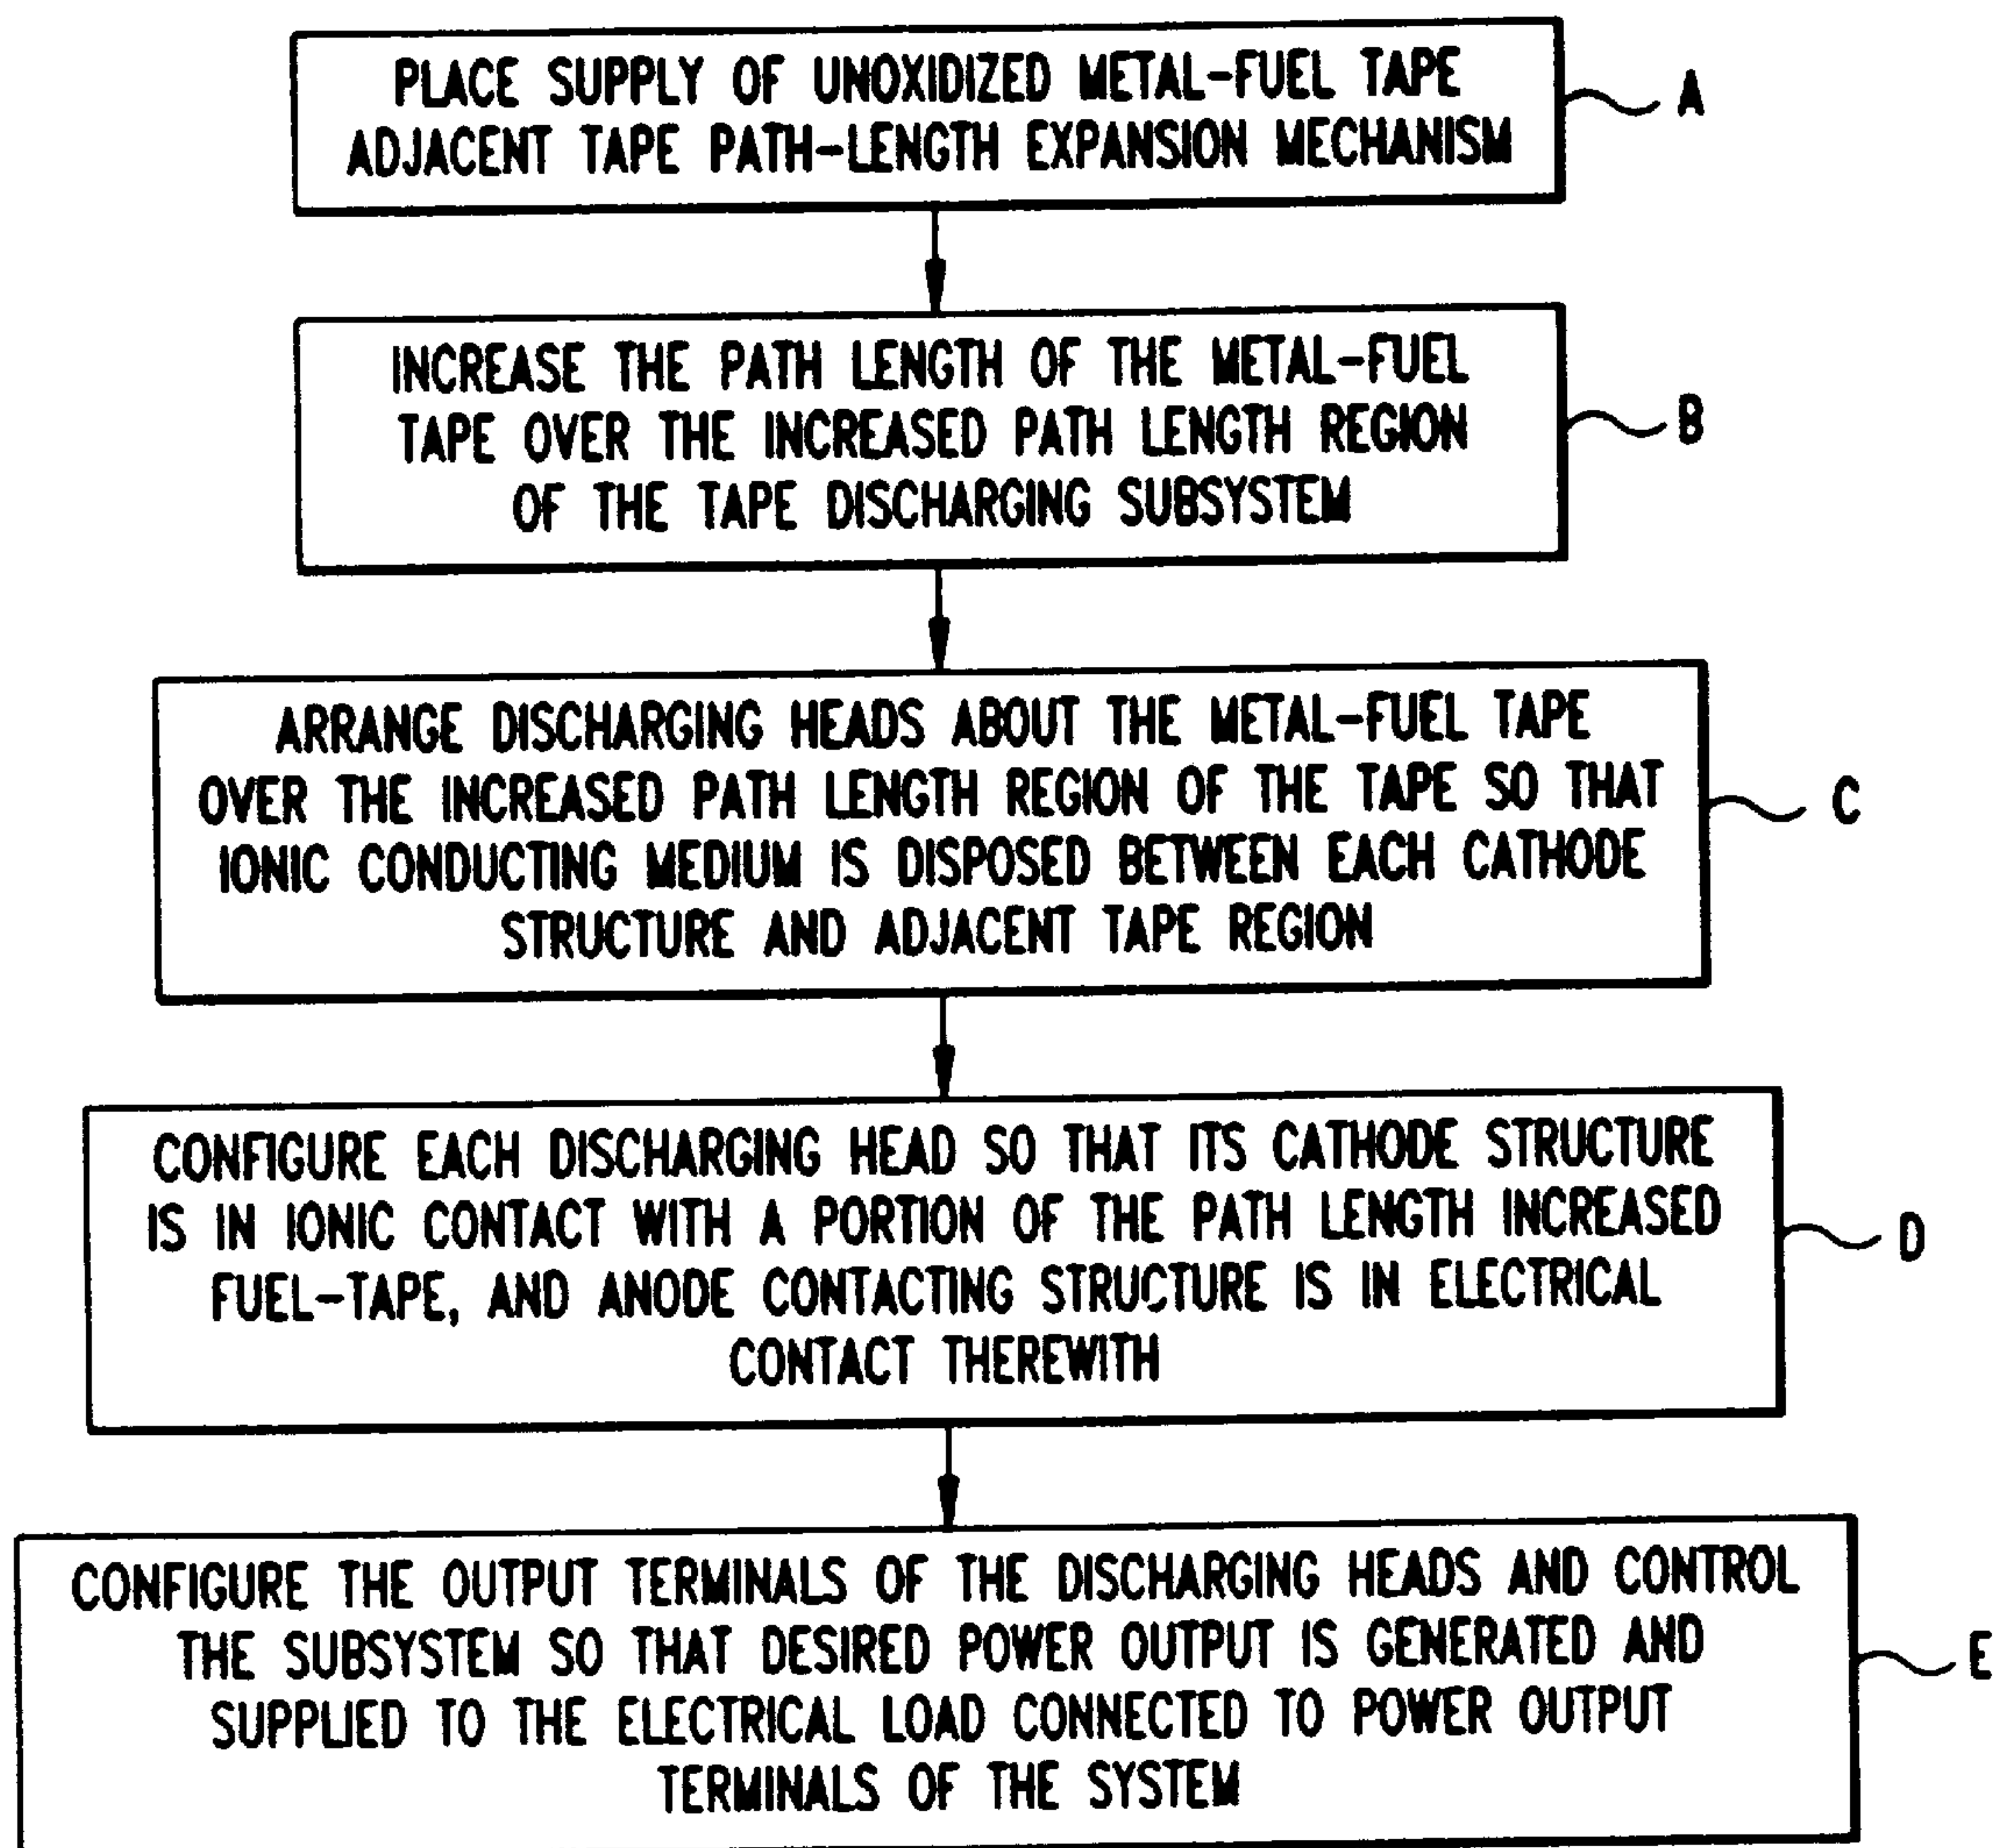 PLACE SUPPLY OF UNOXIDIZED METAL-FUEL TAPE
ADJACENT TAPE PATH-LENGTH EXPANSION MECHANISM
A
INCREASE THE PATH LENGTH OF THE METAL-FUEL
TAPE OVER THE INCREASED PATH LENGTH REGION
OF THE TAPE DISCHARGING SUBSYSTEM
B
ARRANGE DISCHARGING HEADS ABOUT THE METAL-FUEL TAPE
OVER THE INCREASED PATH LENGTH REGION OF THE TAPE SO THAT
IONIC CONDUCTING MEDIUM IS DISPOSED BETWEEN EACH CATHODE
STRUCTURE AND ADJACENT TAPE REGION
C
CONFIGURE EACH DISCHARGING HEAD SO THAT ITS CATHODE STRUCTURE
IS IN IONIC CONTACT WITH A PORTION OF THE PATH LENGTH INCREASED
FUEL-TAPE, AND ANODE CONTACTING STRUCTURE IS IN ELECTRICAL
CONTACT THEREWITH
D
CONFIGURE THE OUTPUT TERMINALS OF THE DISCHARGING HEADS AND CONTROL
THE SUBSYSTEM SO THAT DESIRED POWER OUTPUT IS GENERATED AND
SUPPLIED TO THE ELECTRICAL LOAD CONNECTED TO POWER OUTPUT
TERMINALS OF THE SYSTEM
E